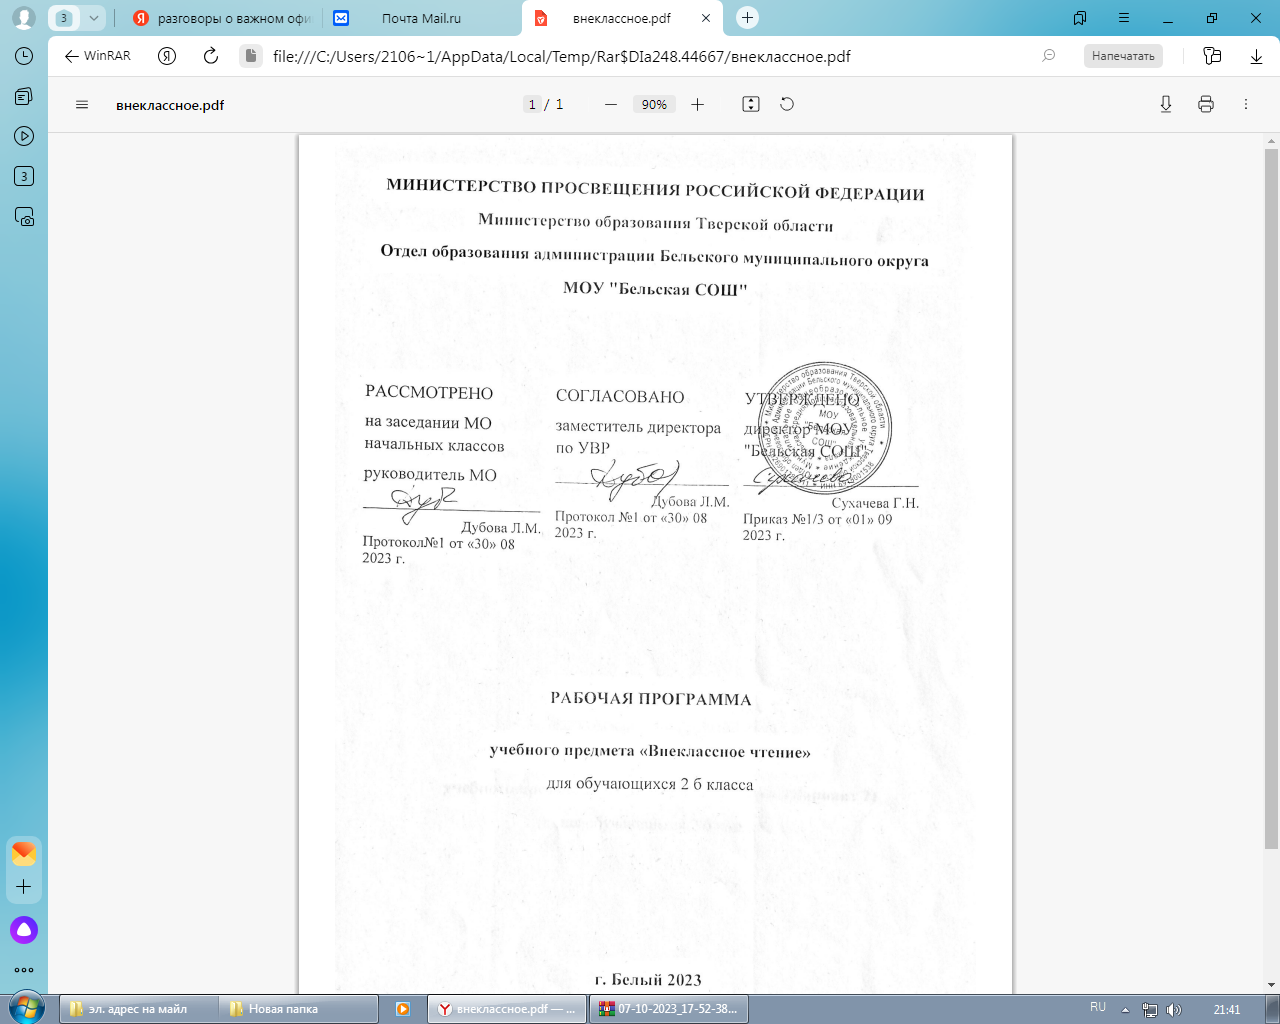 3
разговоры о важном офи
Почта Mail.ru
внеклассное.pdf
WinRAR
file:///C:/Users/2106~1/AppData/Local/Temp/Rar$DIa248.44667/внеклассное.pdf
Напечатать
3
внеклассное.pdf
1 / 1
90%
МИНИСТЕРСТВО ПРОСВЕЩЕНИЯ РОССИЙСКОЙ ФЕДЕРАЦИИ
Министерство образования Тверской области
Отдел образования администрации Бельского муниципального округа
МОУ "Бельская СОШ"
РАССМОТРЕНО
на заседании МО
начальных классов
руководитель МО
Дубова Л.М.
Протокол№1 от «30» 08
2023 г.
СОГЛАСОВАНО
заместитель директора
по УВР
Дубова Л.М.
Протокол №1 от «30» 08
2023 г.
УТВЕРЖДЕНО
директор МОУ
"Бельская СОШ"
Сухачева Г.Н.
Приказ №1/3 от «01» 09
2023 г.
МОУ
"Бельская
СОШ"
РАБОЧАЯ ПРОГРАММА
учебного предмета «Внеклассное чтение»
для обучающихся 2 б класса
г. Белый 2023
эл. адрес на майл
Новая папка
внеклассное.pdf — ...
07-10-2023_17-52-38...
RU
21:41